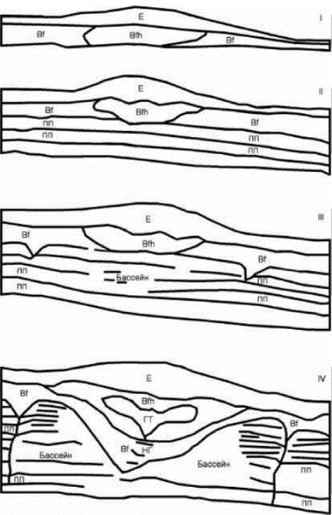 E I
Bf Bfh Bf
E II
Bf Bfh Bf
ПП ПП
ПП ПП
E III
Bf Bfh Bf
ПП Бассейн ПП
ПП ПП
E IV
Bf Bfh Bf
ГТ
ПП Bf НГ ПП
Бассейн Бассейн
ПП ПП